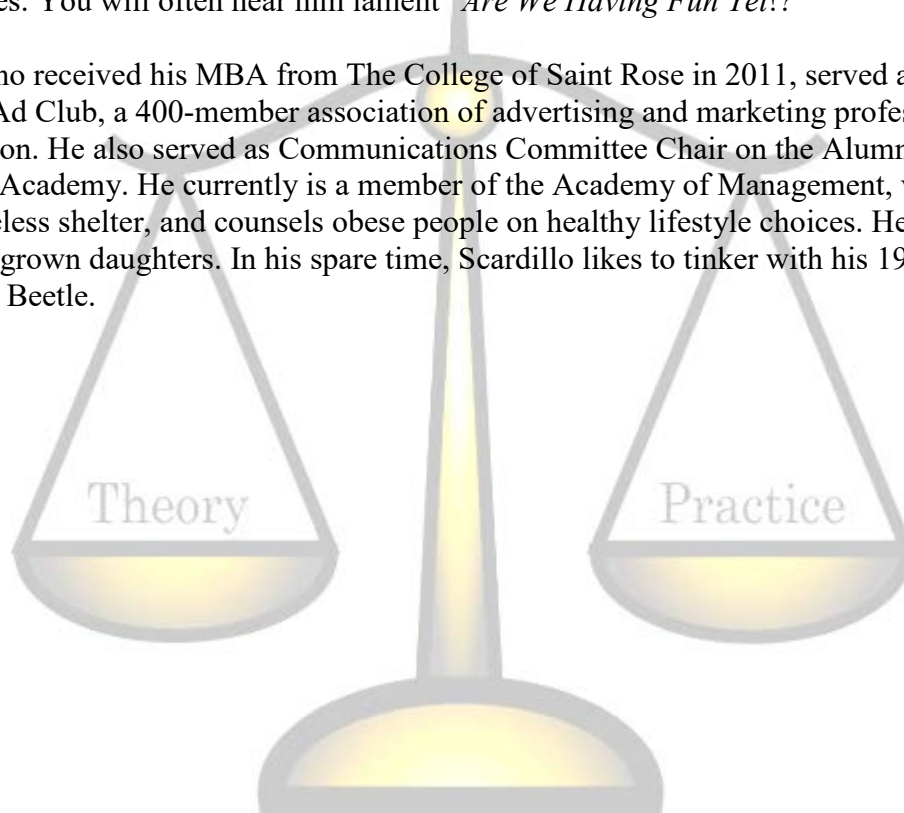 es. You will often hear him lament "Are We Having Fun Yet!?"
no received his MBA from The College of Saint Rose in 2011, served a
Ad Club, a 400-member association of advertising and marketing profes
on. He also served as Communications Committee Chair on the Alumn
Academy. He currently is a member of the Academy of Management, v
eless shelter, and counsels obese people on healthy lifestyle choices. He
grown daughters. In his spare time, Scardillo likes to tinker with his 19
Beetle.
Theory Practice